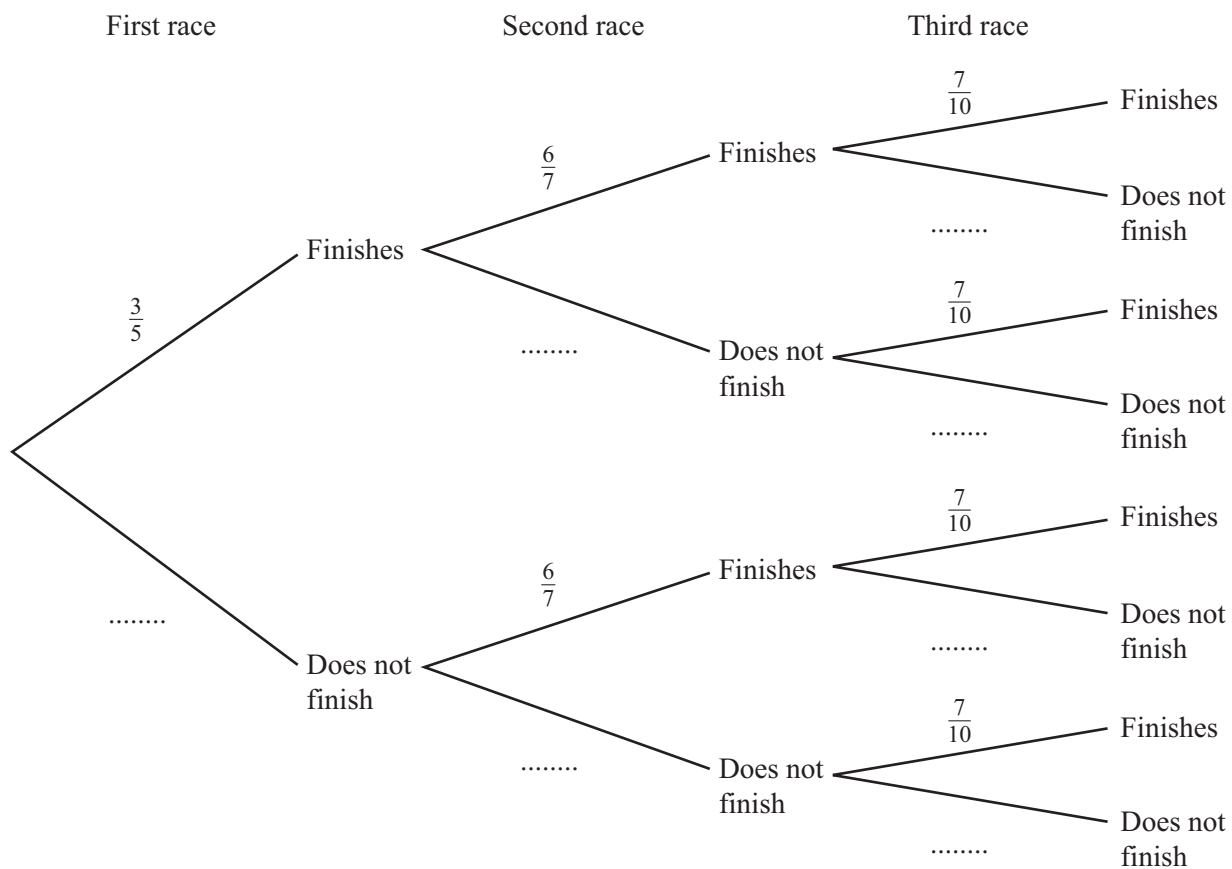 First race Second race Third race
7/10
Finishes
6/7
Finishes
Does not
finish
........
Finishes
7/10
Finishes
3/5
........
Does not
finish
Does not
finish
........
7/10
Finishes
6/7
Finishes
Does not
finish
........
........
Does not
finish
7/10
Finishes
........
Does not
finish
Does not
finish
........